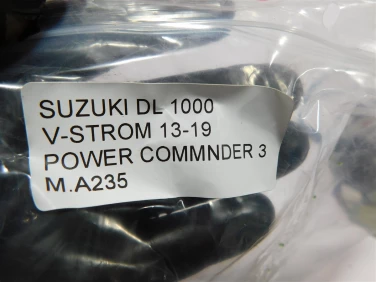 SUZUKI DL 1000
V-STROM 13-19
POWER COMMNDER 3
M.A235